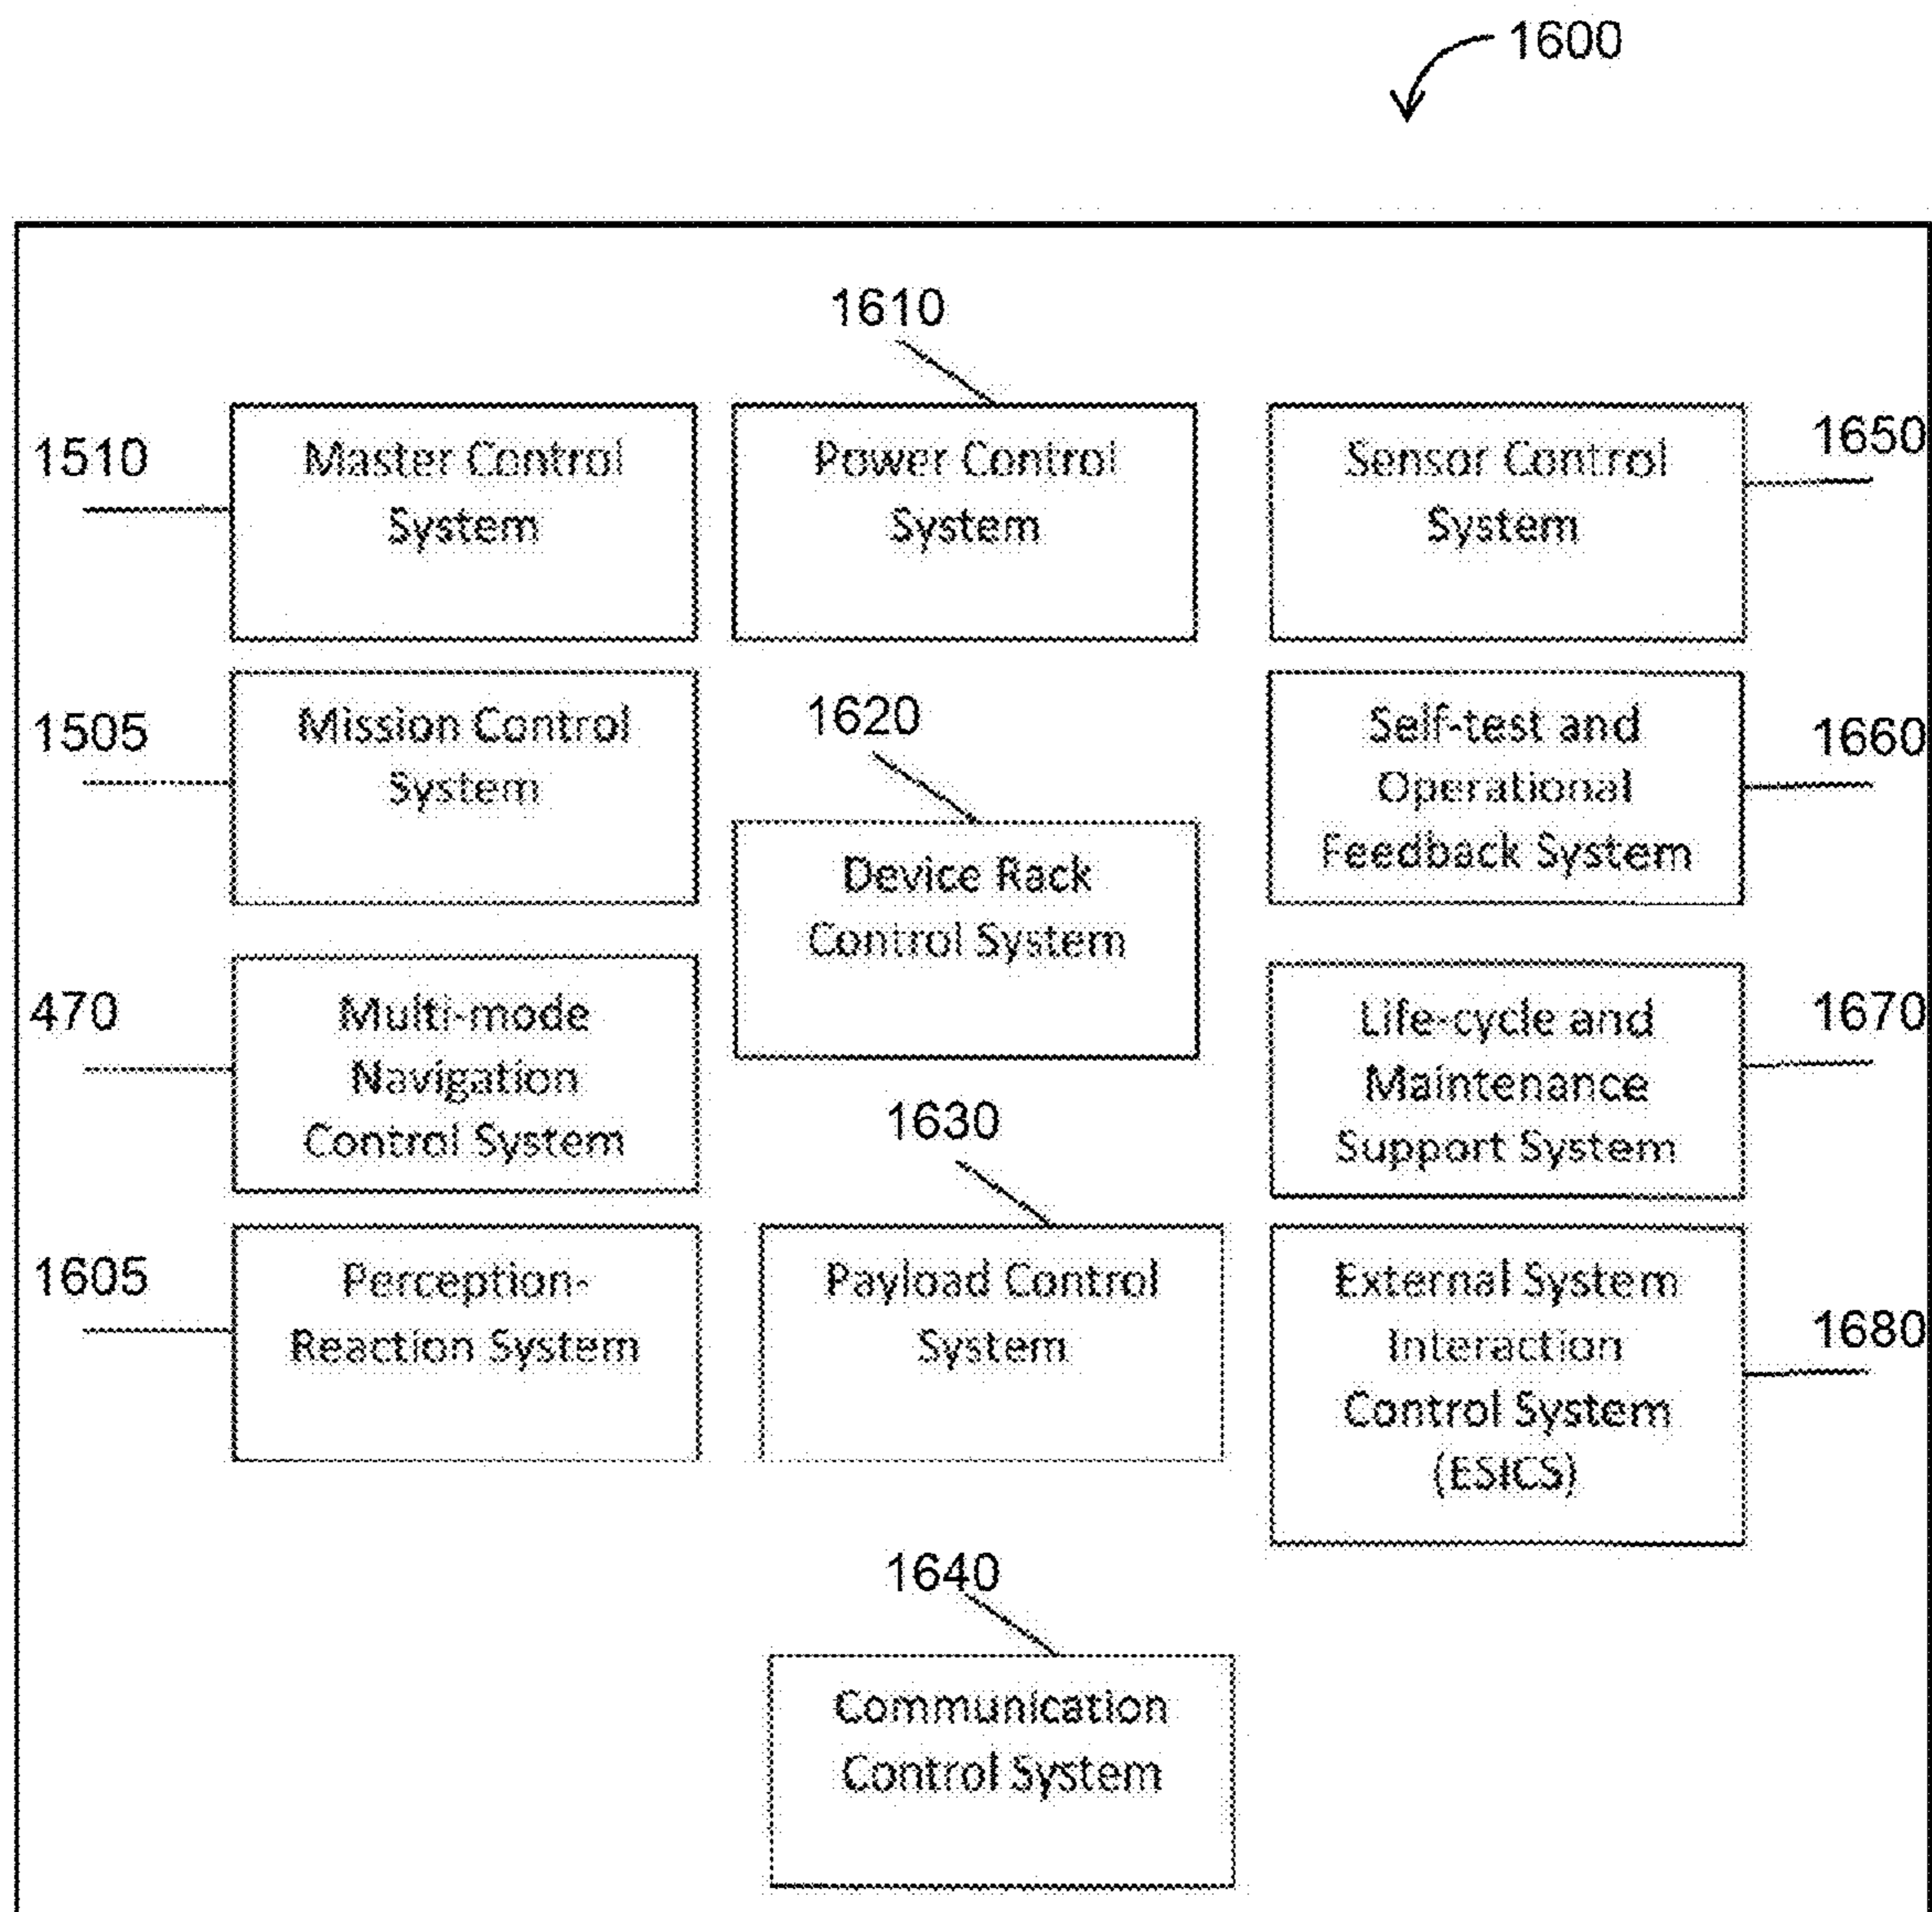 1600
1610
1510
Master Control
System
Power Control
System
Sensor Control
System
1650
1505
Mission Control
System
1620
Device Rack
Control System
Self-test and
Operational
Feedback System
1660
470
Multi-mode
Navigation
Control System
1630
Life-cycle and
Maintenance
Support System
1670
1605
Perception-
Reaction System
Payload Control
System
External System
Interaction
Control System
(ESICS)
1680
1640
Communication
Control System